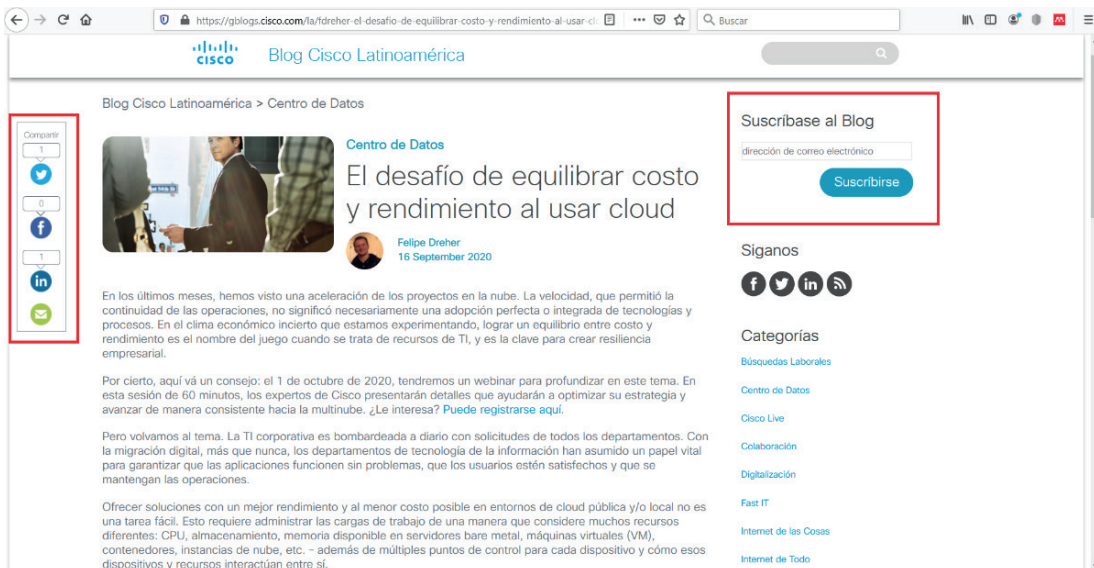 https://gblogs.cisco.com/la/fdreher-el-desafio-de-equilibrar-costo-y-rendimiento-al-usar-cl
Buscar
CISCO
Blog Cisco Latinoamérica
Blog Cisco Latinoamérica > Centro de Datos
Compartir
1
0
1
Centro de Datos
El desafío de equilibrar costo
y rendimiento al usar cloud
Felipe Dreher
16 September 2020
En los últimos meses, hemos visto una aceleración de los proyectos en la nube. La velocidad, que permitió la
continuidad de las operaciones, no significó necesariamente una adopción perfecta o integrada de tecnologías y
procesos. En el clima económico incierto que estamos experimentando, lograr un equilibrio entre costo y
rendimiento es el nombre del juego cuando se trata de recursos de TI, y es la clave para crear resiliencia
empresarial.
Por cierto, aquí vá un consejo: el 1 de octubre de 2020, tendremos un webinar para profundizar en este tema. En
esta sesión de 60 minutos, los expertos de Cisco presentarán detalles que ayudarán a optimizar su estrategia y
avanzar de manera consistente hacia la multinube. ¿Le interesa? Puede registrarse aquí.
Pero volvamos al tema. La TI corporativa es bombardeada a diario con solicitudes de todos los departamentos. Con
la migración digital, más que nunca, los departamentos de tecnología de la información han asumido un papel vital
para garantizar que las aplicaciones funcionen sin problemas, que los usuarios estén satisfechos y que se
mantengan las operaciones.
Ofrecer soluciones con un mejor rendimiento y al menor costo posible en entornos de cloud pública y/o local no es
una tarea fácil. Esto requiere administrar las cargas de trabajo de una manera que considere muchos recursos
diferentes: CPU, almacenamiento, memoria disponible en servidores bare metal, máquinas virtuales (VM),
contenedores, instancias de nube, etc. - además de múltiples puntos de control para cada dispositivo y cómo esos
dispositivos y recursos interactúan entre sí.
Suscríbase al Blog
dirección de correo electrónico
Suscribirse
Siganos
Categorías
Búsquedas Laborales
Centro de Datos
Cisco Live
Colaboración
Digitalización
Fast IT
Internet de las Cosas
Internet de Todo